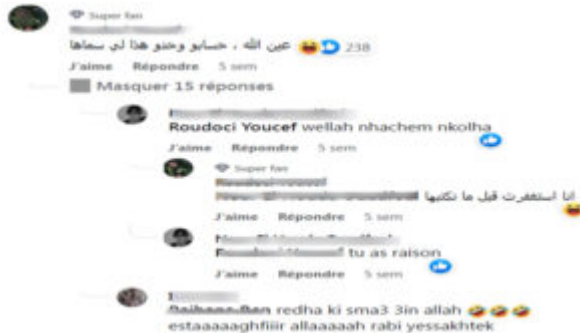 Super fan
عين الله ، حسابو وخنو هذا لي سماها 238
J'aime Répondre 5 sem
Masquer 15 réponses
Roudoci Youcef wellah nhachem nkolha
J'aime Répondre 5 sem
Super fan
انا استغفرت قبل ما نكتبها
J'aime Répondre 5 sem
tu as raison
J'aime Répondre 5 sem
redha ki sma3 3in allah 🤣🤣🤣
estaaaaaghfiiir allaaaaah rabi yessakhtek